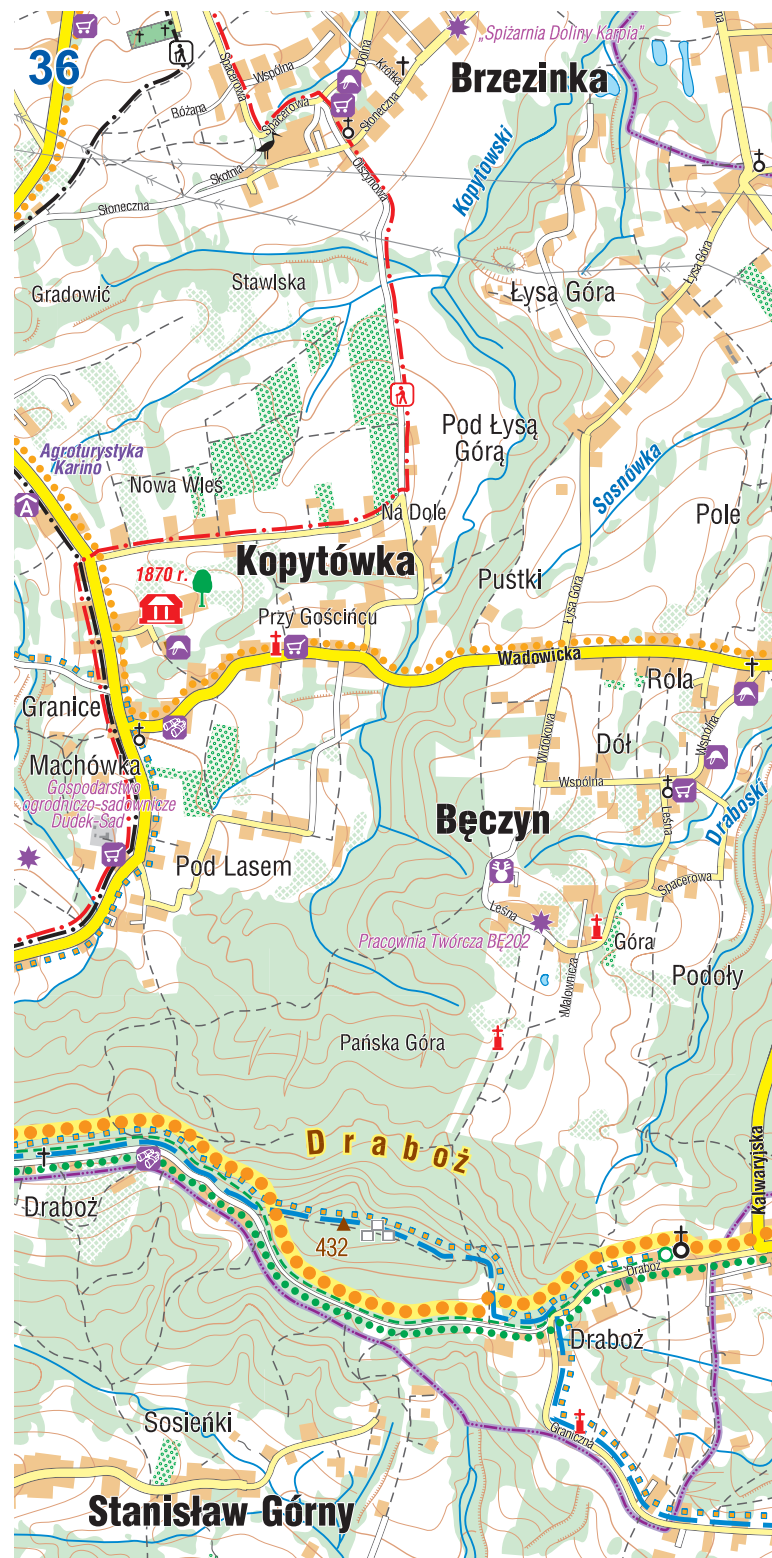 36
„Spiżarnia Doliny Karpia"
Brzezinka
Spacerowa
Wspólna
Dolna
Krótka
Różana
Spacerowa
Słoneczna
Skotnia
Słoneczna
Olszynowa
Kopytowski
Łysa Góra
Gradowić
Stawlska
Łysa Góra
Pod Łysą
Górą
Agroturystyka
Karino
Nowa Wieś
Na Dole
Sosnówka
Pole
Kopytówka
1870 r.
Pustki
Łysa Góra
Przy Gościńcu
Wadowicka
Granice
Róla
Wspólna
Widokowa
Dół
Machówka
Gospodarstwo
ogrodniczo-sadownicze
Dudek-Sad
Wspólna
Bęczyn
Leśna
Draboski
Pod Lasem
Spacerowa
Leśna
Pracownia Twórcza BE202
Góra
Malownicza
Podoły
Pańska Góra
Draboż
Kalwaryjska
Draboż
432
Draboż
Draboż
Sosieńki
Graniczna
Stanisław Górny